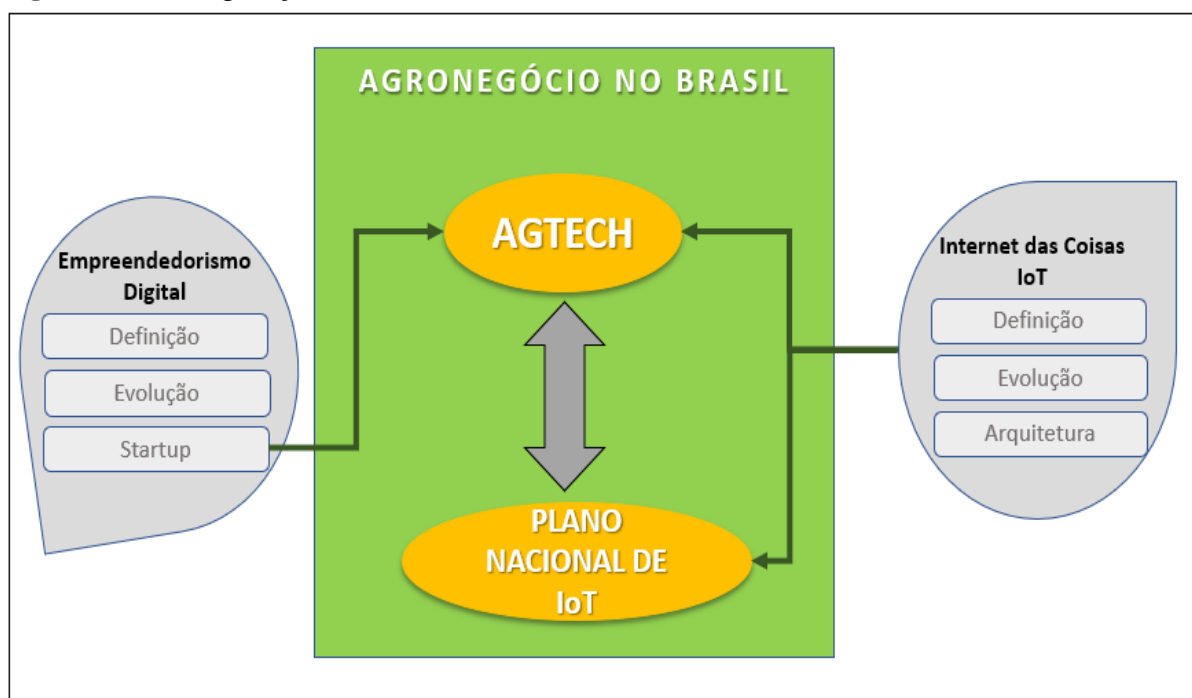 AGRONEGÓCIO NO BRASIL
AGTECH
PLANO
NACIONAL DE
IoT
Empreendedorismo
Digital
Definição
Evolução
Startup
Internet das Coisas
IoT
Definição
Evolução
Arquitetura